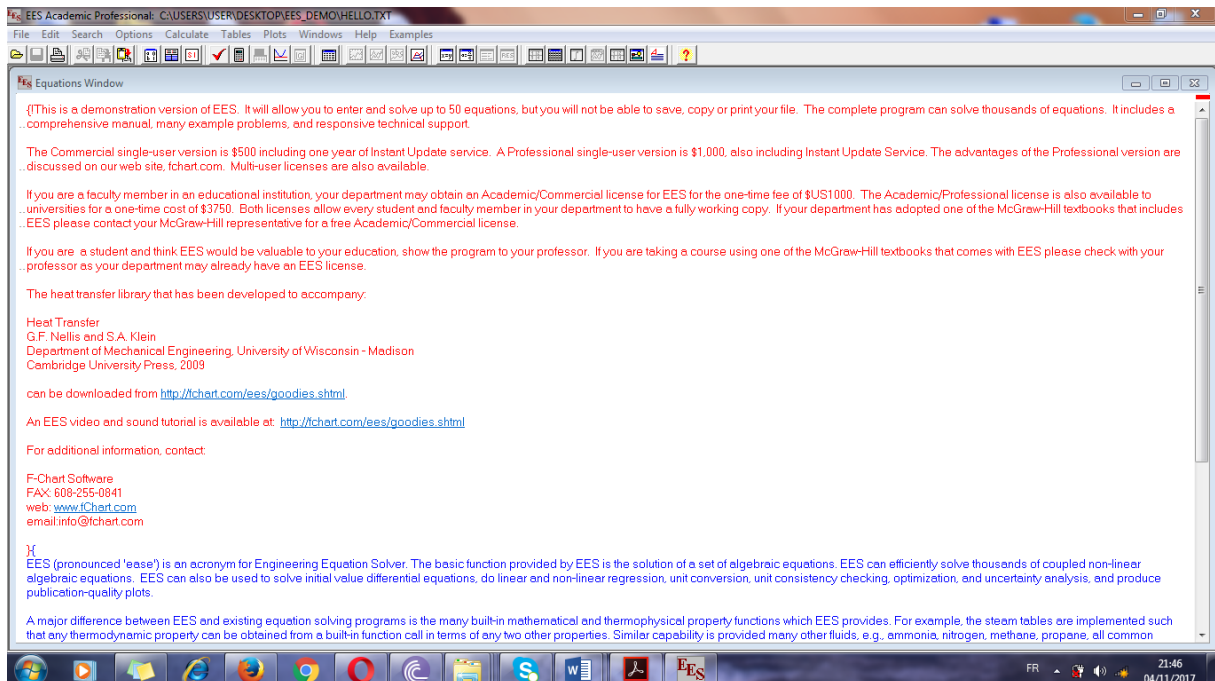 EES Academic Professional: C:\USERS\USER\DESKTOP\EES_DEMO\HELLO.TXT
File Edit Search Options Calculate Tables Plots Windows Help Examples
Equations Window
{!This is a demonstration version of EES. It will allow you to enter and solve up to 50 equations, but you will not be able to save, copy or print your file. The complete program can solve thousands of equations. It includes a
..comprehensive manual, many example problems, and responsive technical support.
The Commercial single-user version is $500 including one year of Instant Update service. A Professional single-user version is $1,000, also including Instant Update Service. The advantages of the Professional version are
..discussed on our web site, fchart.com. Multi-user licenses are also available.
If you are a faculty member in an educational institution, your department may obtain an Academic/Commercial license for EES for the one-time fee of $US1000. The Academic/Professional license is also available to
..universities for a one-time cost of $3750. Both licenses allow every student and faculty member in your department to have a fully working copy. If your department has adopted one of the McGraw-Hill textbooks that includes
..EES please contact your McGraw-Hill representative for a free Academic/Commercial license.
If you are a student and think EES would be valuable to your education, show the program to your professor. If you are taking a course using one of the McGraw-Hill textbooks that comes with EES please check with your
..professor as your department may already have an EES license.
The heat transfer library that has been developed to accompany:
Heat Transfer
G.F. Nellis and S.A. Klein
Department of Mechanical Engineering, University of Wisconsin - Madison
Cambridge University Press, 2009
can be downloaded from http://fchart.com/ees/goodies.shtml.
An EES video and sound tutorial is available at: http://fchart.com/ees/goodies.shtml
For additional information, contact:
F-Chart Software
FAX: 608-255-0841
web: www.fChart.com
email:info@fchart.com
}{
EES (pronounced 'ease') is an acronym for Engineering Equation Solver. The basic function provided by EES is the solution of a set of algebraic equations. EES can efficiently solve thousands of coupled non-linear
algebraic equations. EES can also be used to solve initial value differential equations, do linear and non-linear regression, unit conversion, unit consistency checking, optimization, and uncertainty analysis, and produce
publication-quality plots.
A major difference between EES and existing equation solving programs is the many built-in mathematical and thermophysical property functions which EES provides. For example, the steam tables are implemented such
that any thermodynamic property can be obtained from a built-in function call in terms of any two other properties. Similar capability is provided many other fluids, e.g., ammonia, nitrogen, methane, propane, all common
EES
FR
21:46
04/11/2017